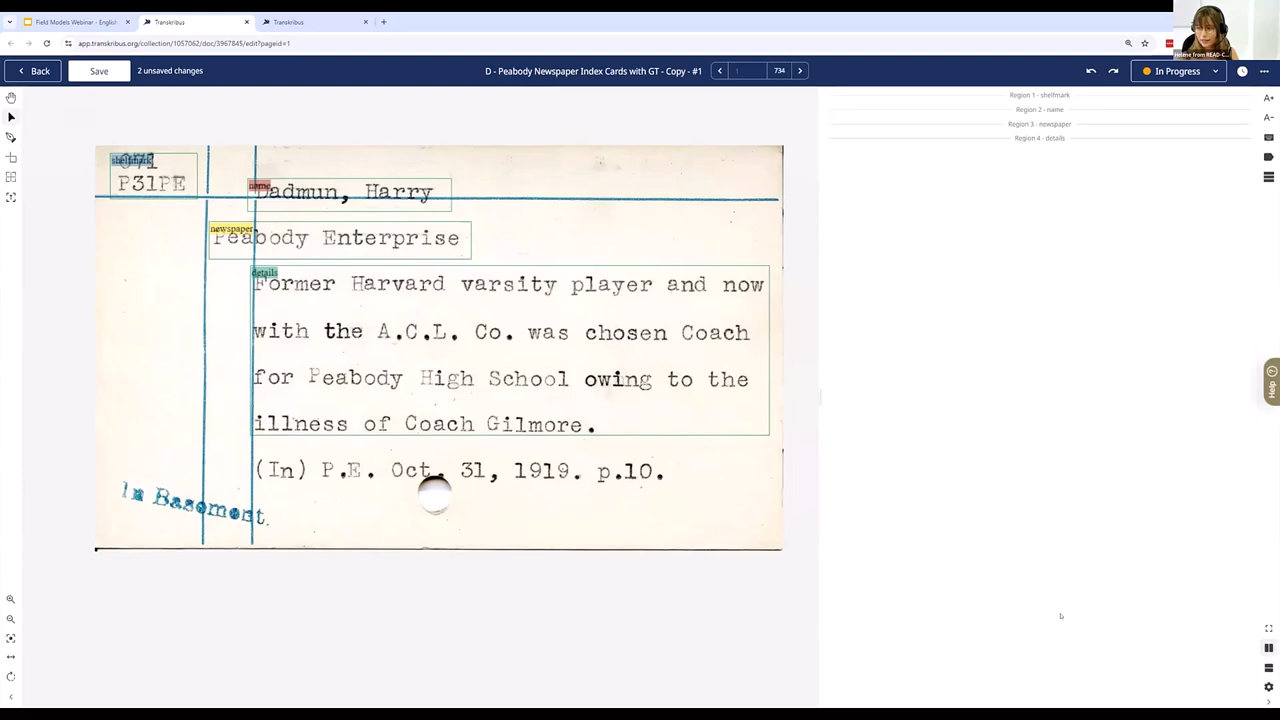 Field Models Webinar - English
Transkribus
Transkribus
app.transkribus.org/collection/1057062/doc/3967845/edit?pageid=1
Helene from READ-C...
Back
Save
2 unsaved changes
D - Peabody Newspaper Index Cards with GT - Copy - #1
734
In Progress
Region 1 - shelfmark
Region 2 - name
Region 3 - newspaper
Region 4 - details
A+
A-
shelfmark
P31PE
name
Dadmun, Harry
newspaper
Peabody Enterprise
details
Former Harvard varsity player and now
with the A.C.L. Co. was chosen Coach
for Peabody High School owing to the
illness of Coach Gilmore.
(In) P.E. Oct. 31, 1919. p.10.
In Basement.
Help